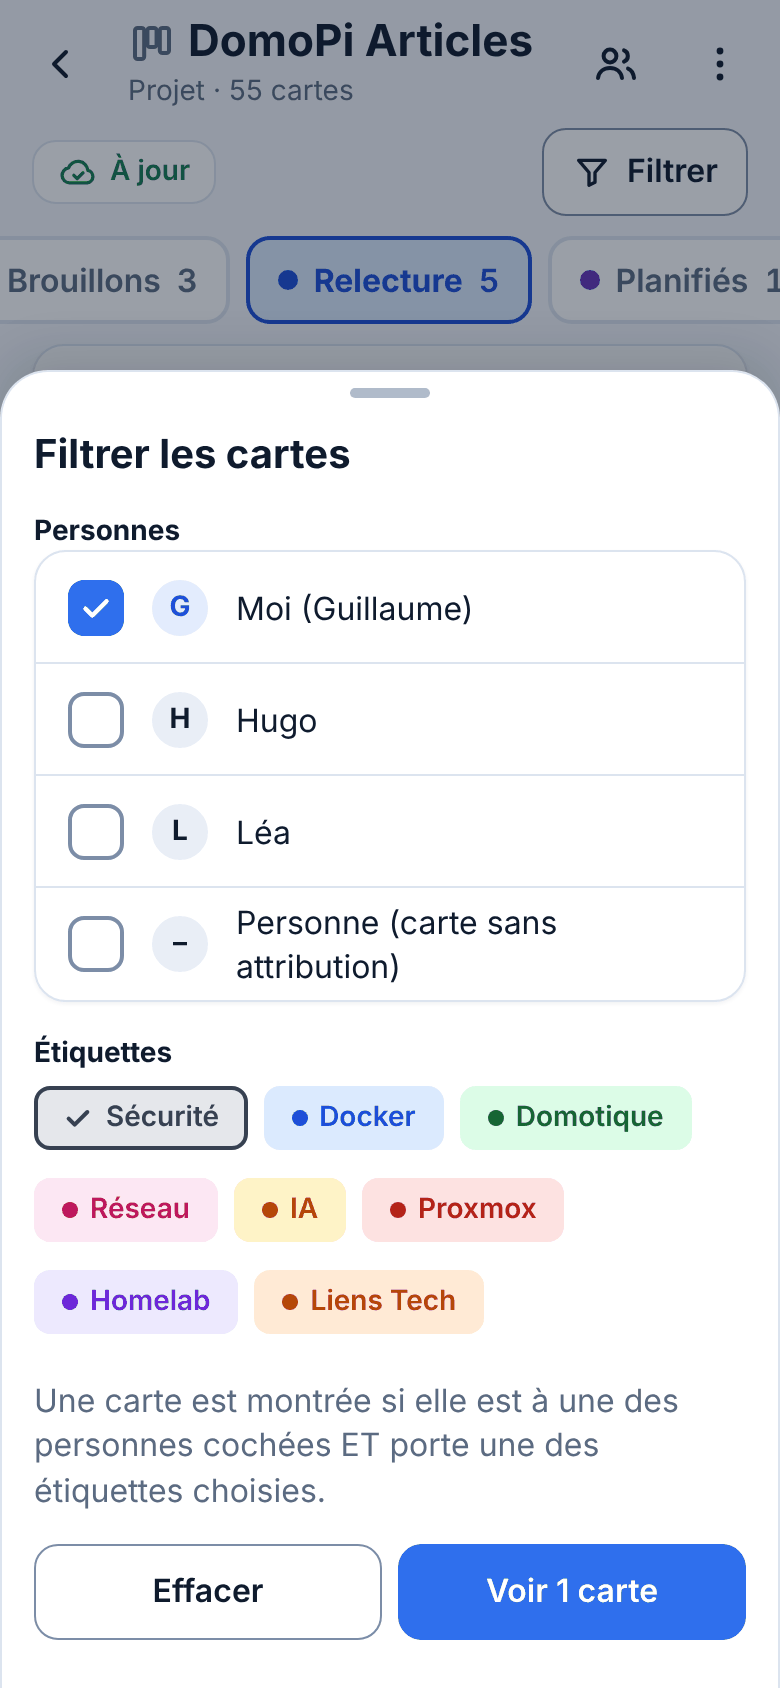 DomoPi Articles
Projet · 55 cartes
À jour
Filtrer
Brouillons 3
Relecture 5
Planifiés 1
Filtrer les cartes
Personnes
G Moi (Guillaume)
H Hugo
L Léa
– Personne (carte sans
attribution)
Étiquettes
Sécurité
Docker
Domotique
Réseau
IA
Proxmox
Homelab
Liens Tech
Une carte est montrée si elle est à une des
personnes cochées ET porte une des
étiquettes choisies.
Effacer
Voir 1 carte